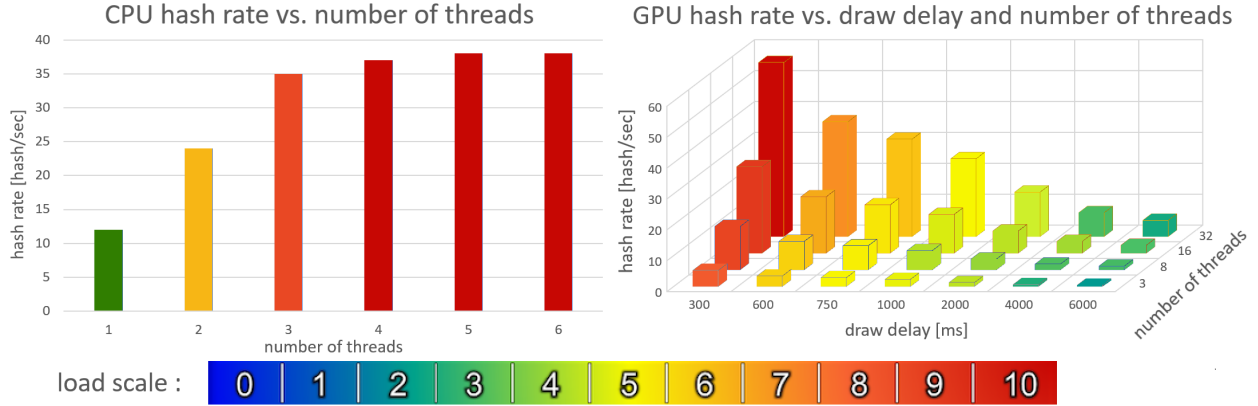 CPU hash rate vs. number of threads
hash rate [hash/sec]
40
35
30
25
20
15
10
5
0
1 2 3 4 5 6
number of threads
GPU hash rate vs. draw delay and number of threads
hash rate [hash/sec]
60
50
40
30
20
10
0
300 600 750 1000 2000 4000 6000
draw delay [ms]
32
16
8
3
number of threads
load scale : 0 1 2 3 4 5 6 7 8 9 10